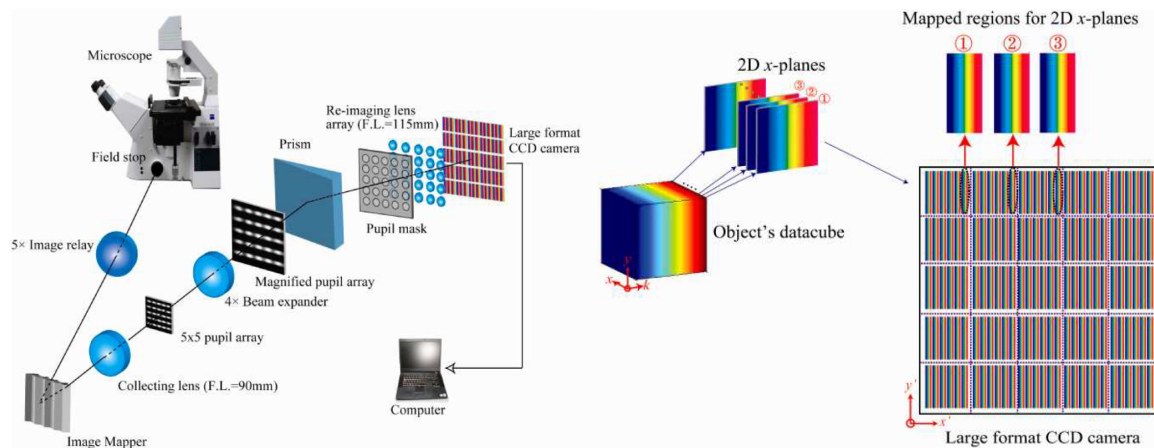 Microscope
Field stop
5× Image relay
Image Mapper
Collecting lens (F.L.=90mm)
5x5 pupil array
4× Beam expander
Magnified pupil array
Prism
Pupil mask
Re-imaging lens
array (F.L.=115mm)
Large format
CCD camera
Computer
2D x-planes
③
②
①
Object's datacube
y
x
k
Mapped regions for 2D x-planes
① ② ③
y'
x'
Large format CCD camera